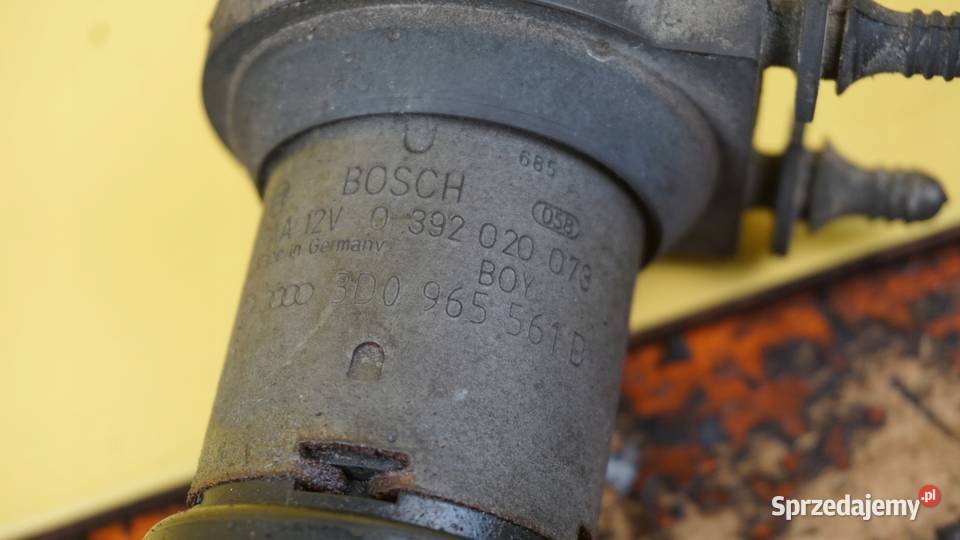 685
BOSCH
058
A 12V 0 392 020 073
in Germany
BOY
3D0 965 561 B
Sprzedajemy.pl